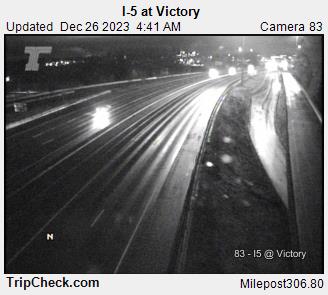 I-5 at Victory
Updated Dec 26 2023 4:41 AM Camera 83
T
N
83 - I5 @ Victory
TripCheck.com Milepost306.80